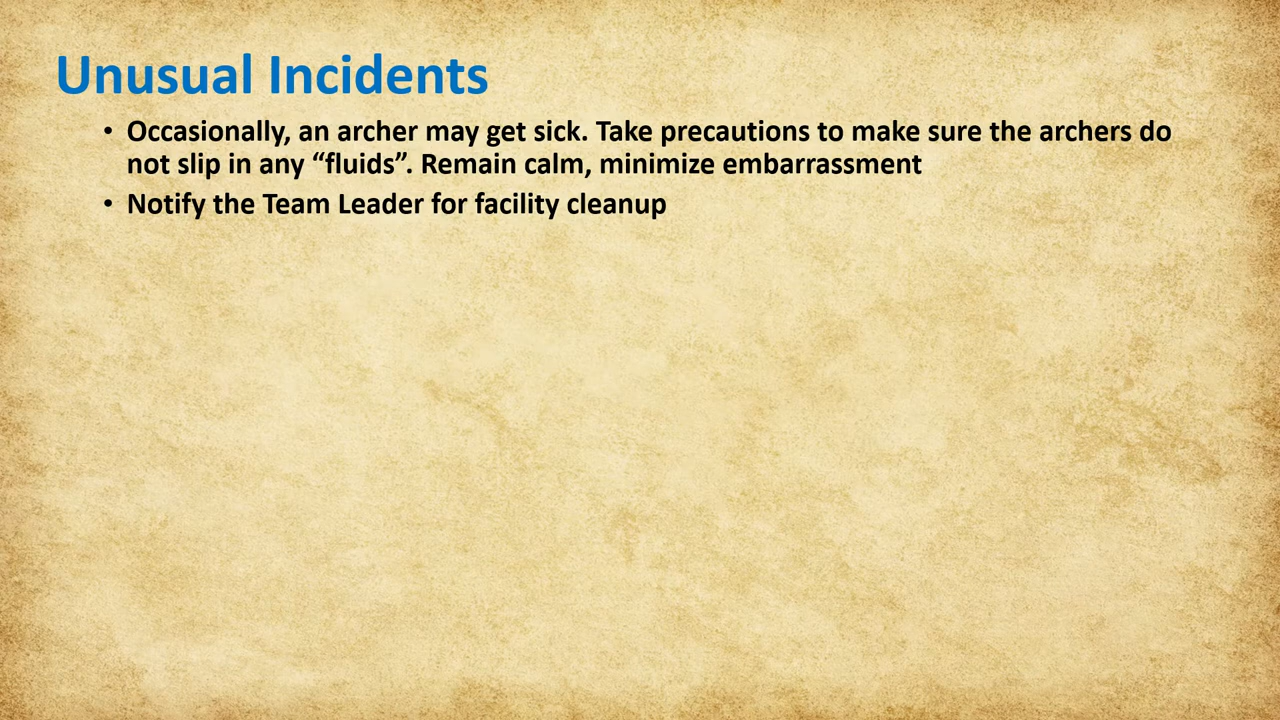 Unusual Incidents
• Occasionally, an archer may get sick. Take precautions to make sure the archers do
not slip in any “fluids”. Remain calm, minimize embarrassment
• Notify the Team Leader for facility cleanup